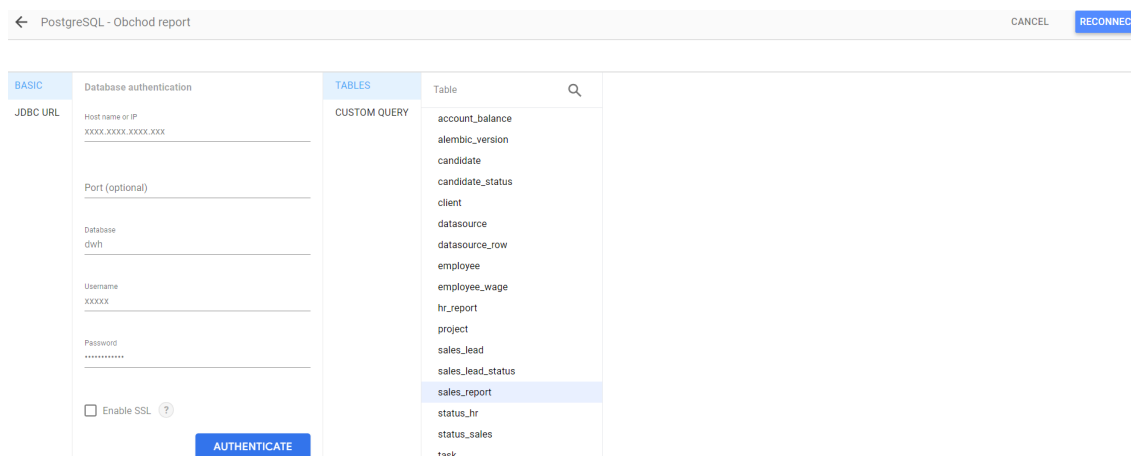 PostgreSQL - Obchod report
CANCEL
RECONNEC
BASIC
JDBC URL
Database authentication
Host name or IP
xxxx.xxxx.xxxx.xxx
Port (optional)
Database
dwh
Username
xxxxx
Password
••••••••••••
Enable SSL ?
AUTHENTICATE
TABLES
CUSTOM QUERY
Table
account_balance
alembic_version
candidate
candidate_status
client
datasource
datasource_row
employee
employee_wage
hr_report
project
sales_lead
sales_lead_status
sales_report
status_hr
status_sales
task